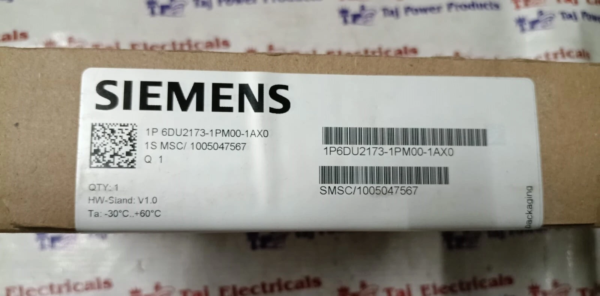 Taj Power Products
Taj Electricals
SIEMENS
1P 6DU2173-1PM00-1AX0
1S MSC/ 1005047567
Q 1
QTY.:1
HW-Stand: V1.0
Ta: -30°C..+60°C
1P6DU2173-1PM00-1AX0
SMSC/1005047567
ackaging
Electricals
Taj Electricals